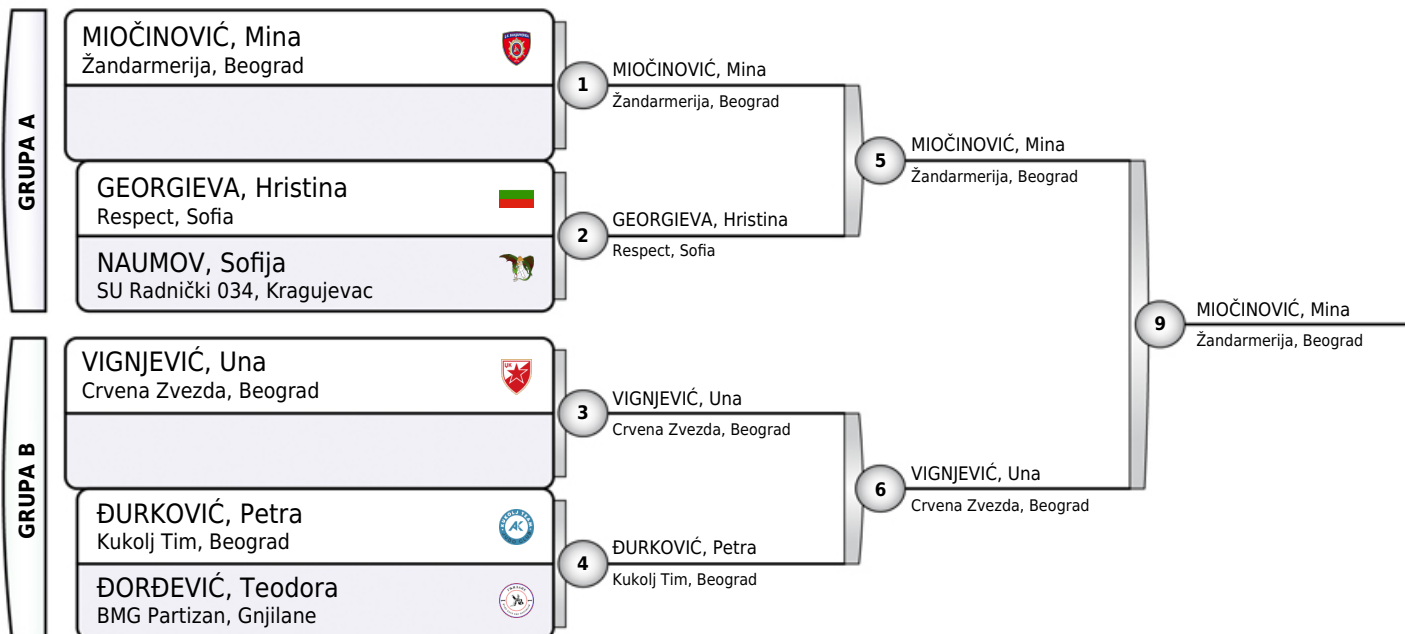 GRUPA A
MIOČINOVIĆ, Mina
Žandarmerija, Beograd
GEORGIEVA, Hristina
Respect, Sofia
NAUMOV, Sofija
SU Radnički 034, Kragujevac
GRUPA B
VIGNJEVIĆ, Una
Crvena Zvezda, Beograd
ĐURKOVIĆ, Petra
Kukolj Tim, Beograd
ĐORĐEVIĆ, Teodora
BMG Partizan, Gnjilane
1
MIOČINOVIĆ, Mina
Žandarmerija, Beograd
2
GEORGIEVA, Hristina
Respect, Sofia
3
VIGNJEVIĆ, Una
Crvena Zvezda, Beograd
4
ĐURKOVIĆ, Petra
Kukolj Tim, Beograd
5
MIOČINOVIĆ, Mina
Žandarmerija, Beograd
6
VIGNJEVIĆ, Una
Crvena Zvezda, Beograd
9
MIOČINOVIĆ, Mina
Žandarmerija, Beograd